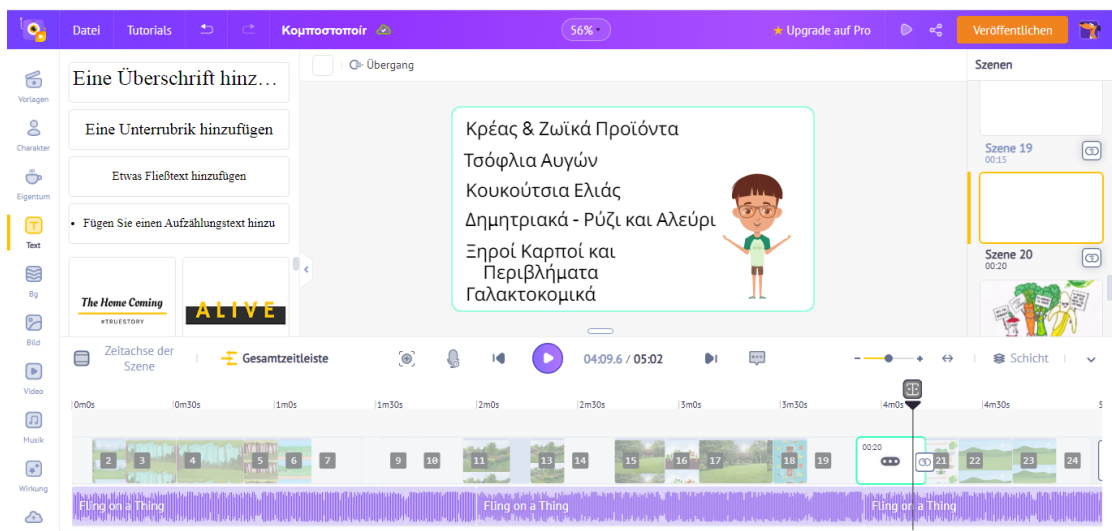 Datei Tutorials Κομποστοποίr 56% Upgrade auf Pro Veröffentlichen
Vorlagen
Charakter
Eigentum
Text
Bg
Bild
Video
Musik
Wirkung
Eine Überschrift hinz...
Eine Unterrubrik hinzufügen
Etwas Fließtext hinzufügen
• Fügen Sie einen Aufzählungstext hinzu
The Home Coming
#TRUESTORY
ALIVE
Übergang
Κρέας & Ζωϊκά Προϊόντα
Τσόφλια Αυγών
Κουκούτσια Ελιάς
Δημητριακά - Ρύζι και Αλεύρι
Ξηροί Καρποί και
Περιβλήματα
Γαλακτοκομικά
Szenen
Szene 19
00:15
Szene 20
00:20
Zeitachse der
Szene
Gesamtzeitleiste
04:09.6 / 05:02
Schicht
0m0s 0m30s 1m0s 1m30s 2m0s 2m30s 3m0s 3m30s 4m0s 4m30s 5
00:20
2 3 4 5 6 7 9 10 11 13 14 15 16 17 18 19 21 22 23 24
Fling on a Thing Fling on a Thing Fling on a Thing